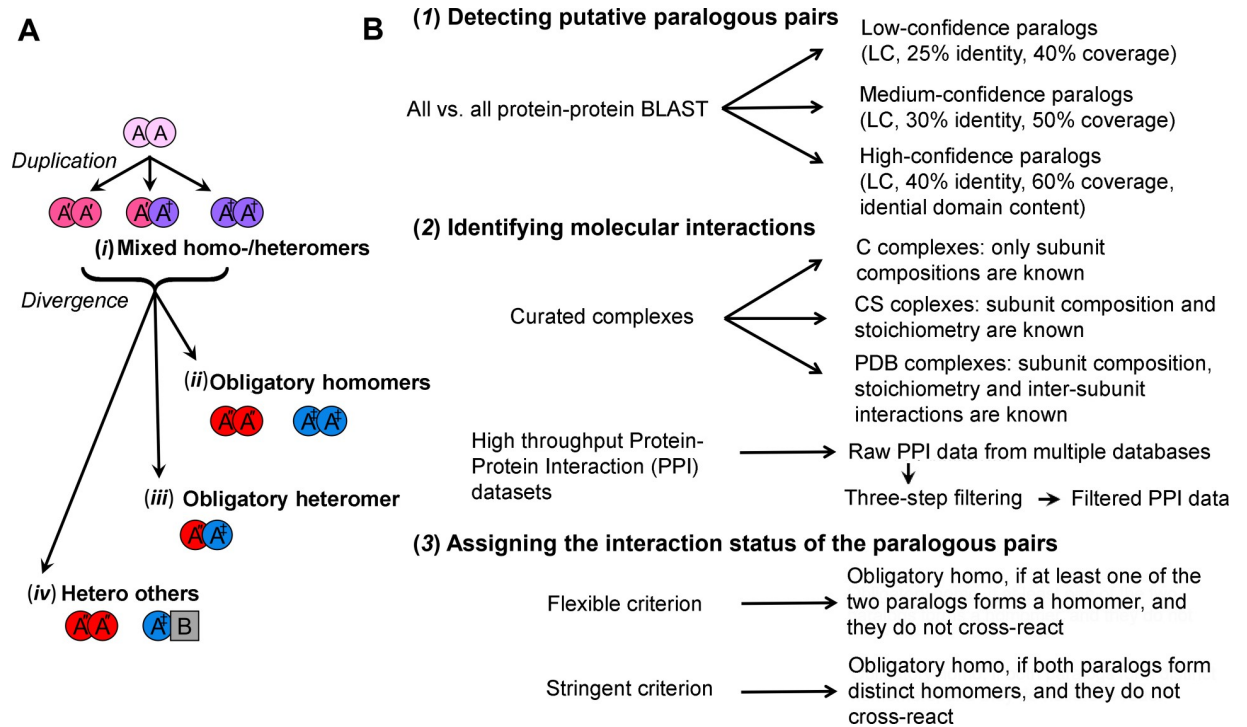 A
AA
Duplication
A' A' A' A† A† A†
(i) Mixed homo-/heteromers
Divergence
(ii) Obligatory homomers
A" A" A‡ A‡
(iii) Obligatory heteromer
A" A‡
(iv) Hetero others
A" A" A‡ B
B
(1) Detecting putative paralogous pairs
All vs. all protein-protein BLAST
Low-confidence paralogs
(LC, 25% identity, 40% coverage)
Medium-confidence paralogs
(LC, 30% identity, 50% coverage)
High-confidence paralogs
(LC, 40% identity, 60% coverage,
idential domain content)
(2) Identifying molecular interactions
Curated complexes
C complexes: only subunit
compositions are known
CS coplexes: subunit composition and
stoichiometry are known
PDB complexes: subunit composition,
stoichiometry and inter-subunit
interactions are known
High throughput Protein-
Protein Interaction (PPI)
datasets
Raw PPI data from multiple databases
Three-step filtering
Filtered PPI data
(3) Assigning the interaction status of the paralogous pairs
Flexible criterion
Obligatory homo, if at least one of the
two paralogs forms a homomer, and
they do not cross-react
Stringent criterion
Obligatory homo, if both paralogs form
distinct homomers, and they do not
cross-react